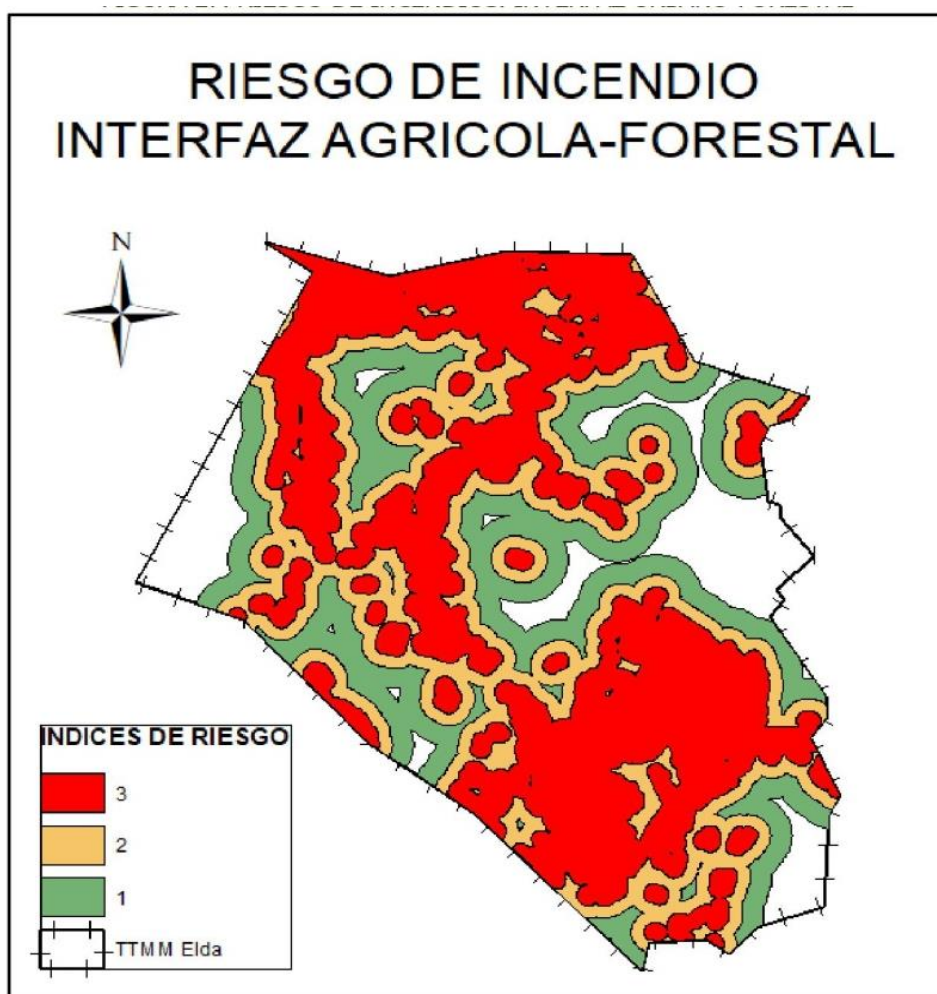 RIESGO DE INCENDIO
INTERFAZ AGRICOLA-FORESTAL
N
INDICES DE RIESGO
3
2
1
TTMM Elda